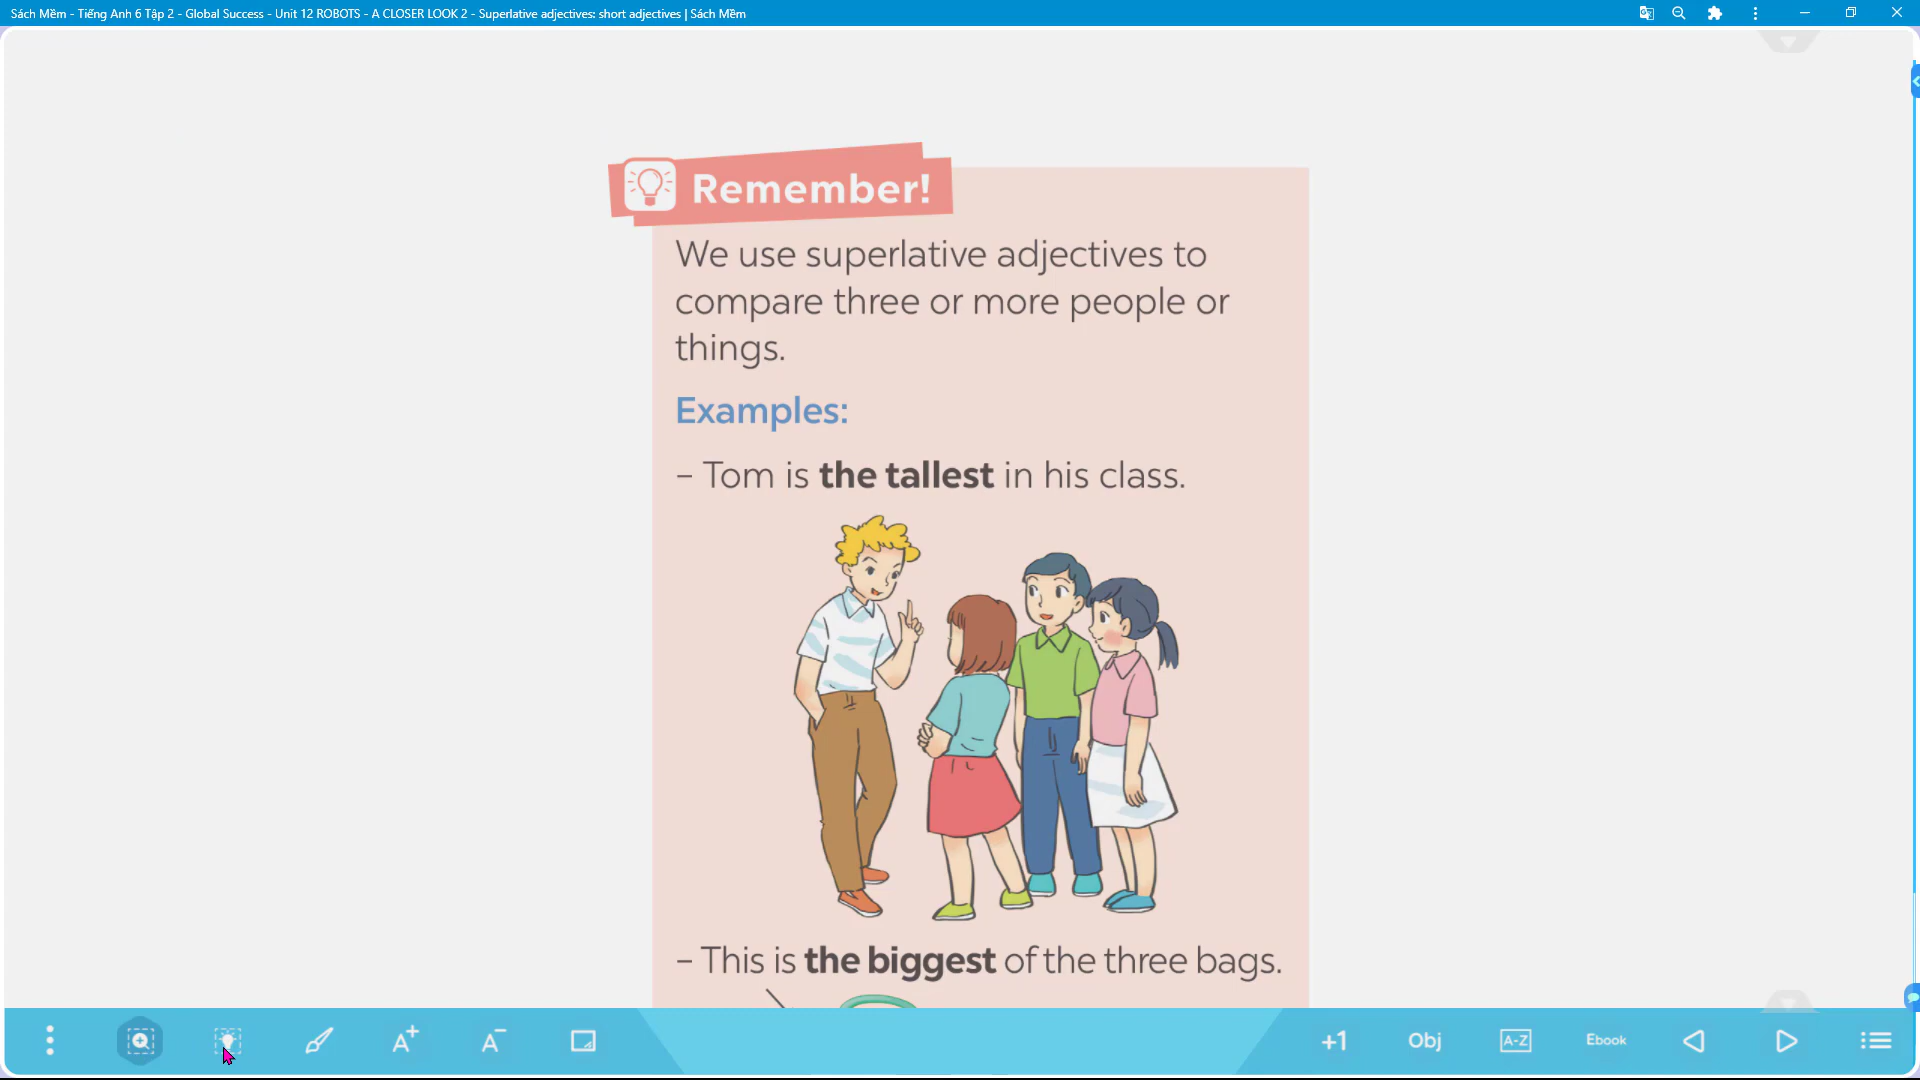 Sách Mềm - Tiếng Anh 6 Tập 2 - Global Success - Unit 12 ROBOTS - A CLOSER LOOK 2 - Superlative adjectives: short adjectives | Sách Mềm
Remember!
We use superlative adjectives to
compare three or more people or
things.
Examples:
– Tom is the tallest in his class.
– This is the biggest of the three bags.
A+
A-
+1
Obj
A-Z
Ebook